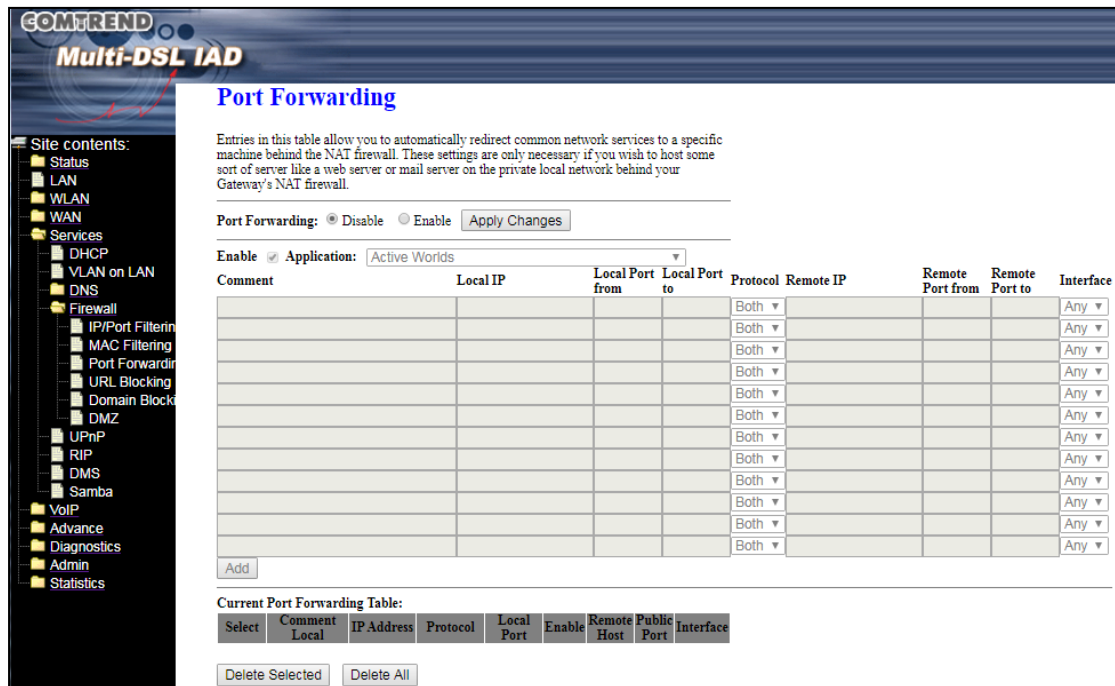 COMTREND
Multi-DSL IAD
Site contents:
Status
LAN
WLAN
WAN
Services
DHCP
VLAN on LAN
DNS
Firewall
IP/Port Filterin
MAC Filtering
Port Forwardin
URL Blocking
Domain Blocki
DMZ
UPnP
RIP
DMS
Samba
VoIP
Advance
Diagnostics
Admin
Statistics
Port Forwarding
Entries in this table allow you to automatically redirect common network services to a specific
machine behind the NAT firewall. These settings are only necessary if you wish to host some
sort of server like a web server or mail server on the private local network behind your
Gateway's NAT firewall.
Port Forwarding: Disable Enable Apply Changes
Enable Application: Active Worlds
Comment Local IP Local Port from Local Port to Protocol Remote IP Remote Port from Remote Port to Interface
Both Any
Both Any
Both Any
Both Any
Both Any
Both Any
Both Any
Both Any
Both Any
Both Any
Both Any
Both Any
Add
Current Port Forwarding Table:
Select Comment Local IP Address Protocol Local Port Enable Remote Host Public Port Interface
Delete Selected Delete All